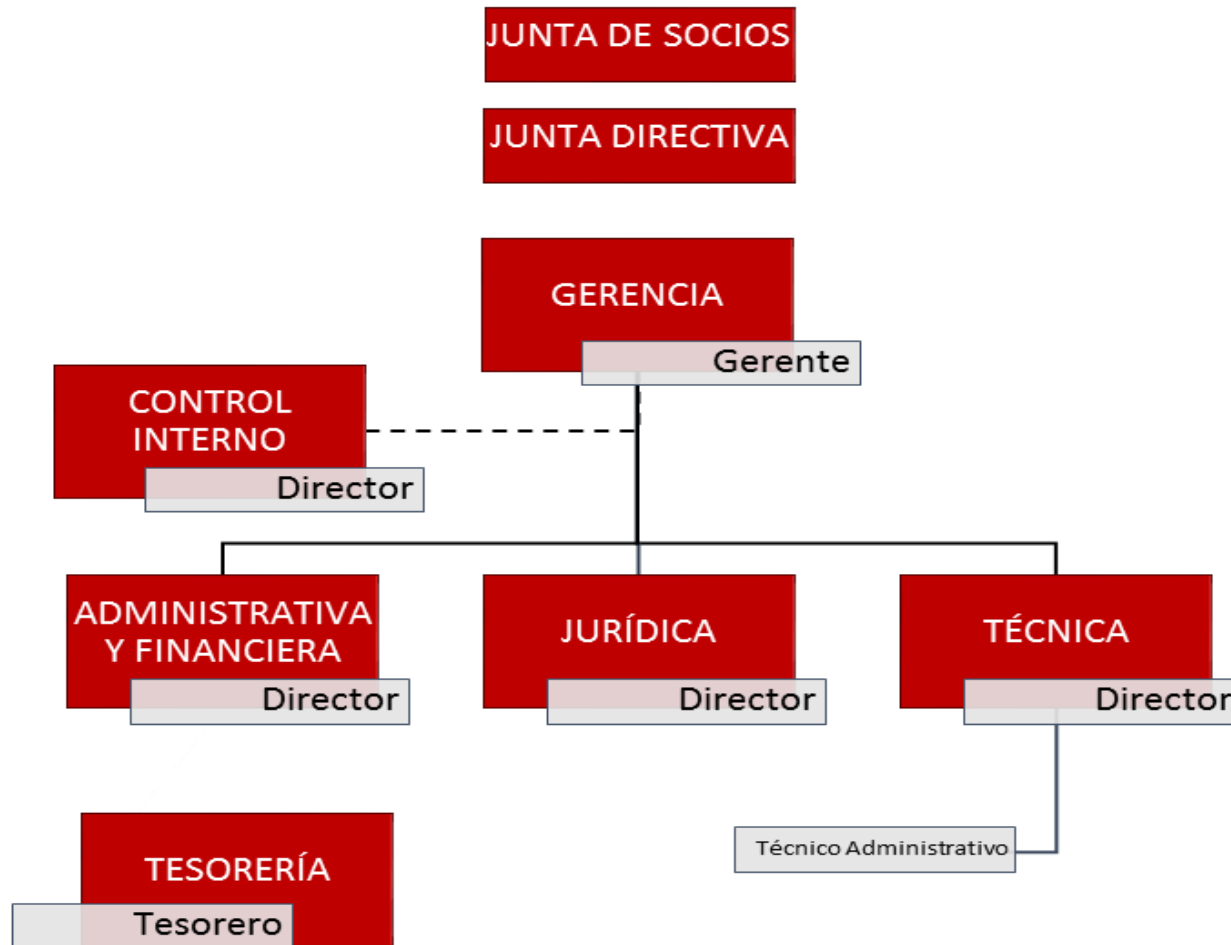 JUNTA DE SOCIOS
JUNTA DIRECTIVA
GERENCIA
Gerente
CONTROL
INTERNO
Director
ADMINISTRATIVA
Y FINANCIERA
Director
JURÍDICA
Director
TÉCNICA
Director
Técnico Administrativo
TESORERÍA
Tesorero